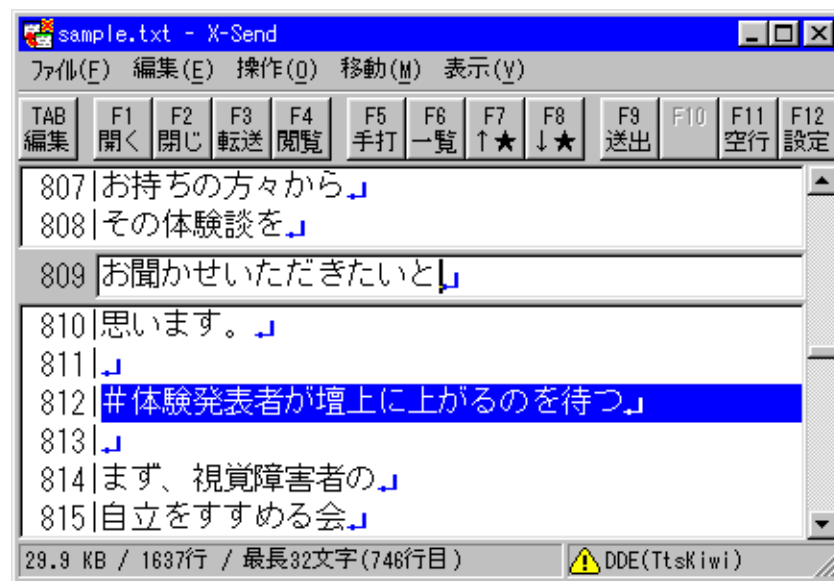 sample.txt - X-Send
ファイル(F) 編集(E) 操作(O) 移動(M) 表示(V)
TAB F1 F2 F3 F4 F5 F6 F7 F8 F9 F10 F11 F12
編集 開く 閉じ 転送 閲覧 手打 一覧 ↑★ ↓★ 送出 空行 設定
807|お持ちの方々から
808|その体験談を
809 お聞かせいただきたいと
810|思います。
811|
812|#体験発表者が壇上に上がるのを待つ
813|
814|まず、視覚障害者の
815|自立をすすめる会
29.9 KB / 1637行 / 最長32文字(746行目) DDE(TtsKiwi)